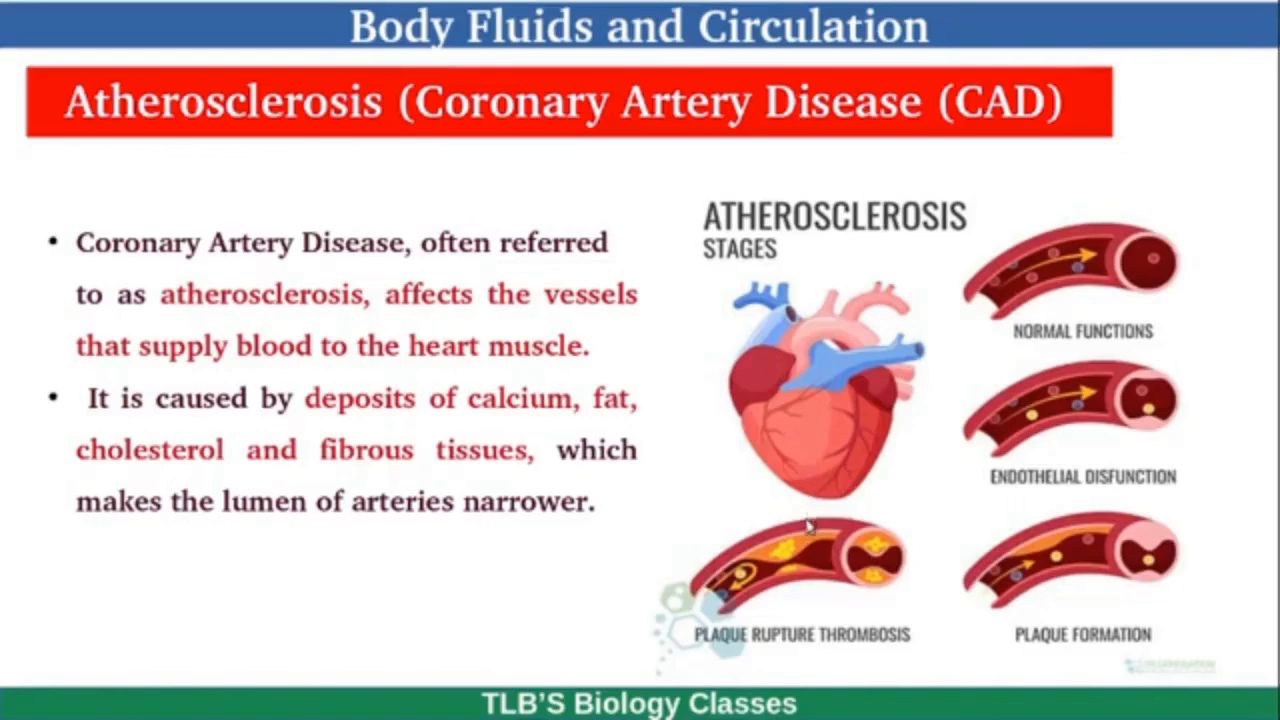 Body Fluids and Circulation
Atherosclerosis (Coronary Artery Disease (CAD)
• Coronary Artery Disease, often referred
to as atherosclerosis, affects the vessels
that supply blood to the heart muscle.
• It is caused by deposits of calcium, fat,
cholesterol and fibrous tissues, which
makes the lumen of arteries narrower.
ATHEROSCLEROSIS
STAGES
NORMAL FUNCTIONS
ENDOTHELIAL DISFUNCTION
PLAQUE RUPTURE THROMBOSIS
PLAQUE FORMATION
TLB'S Biology Classes